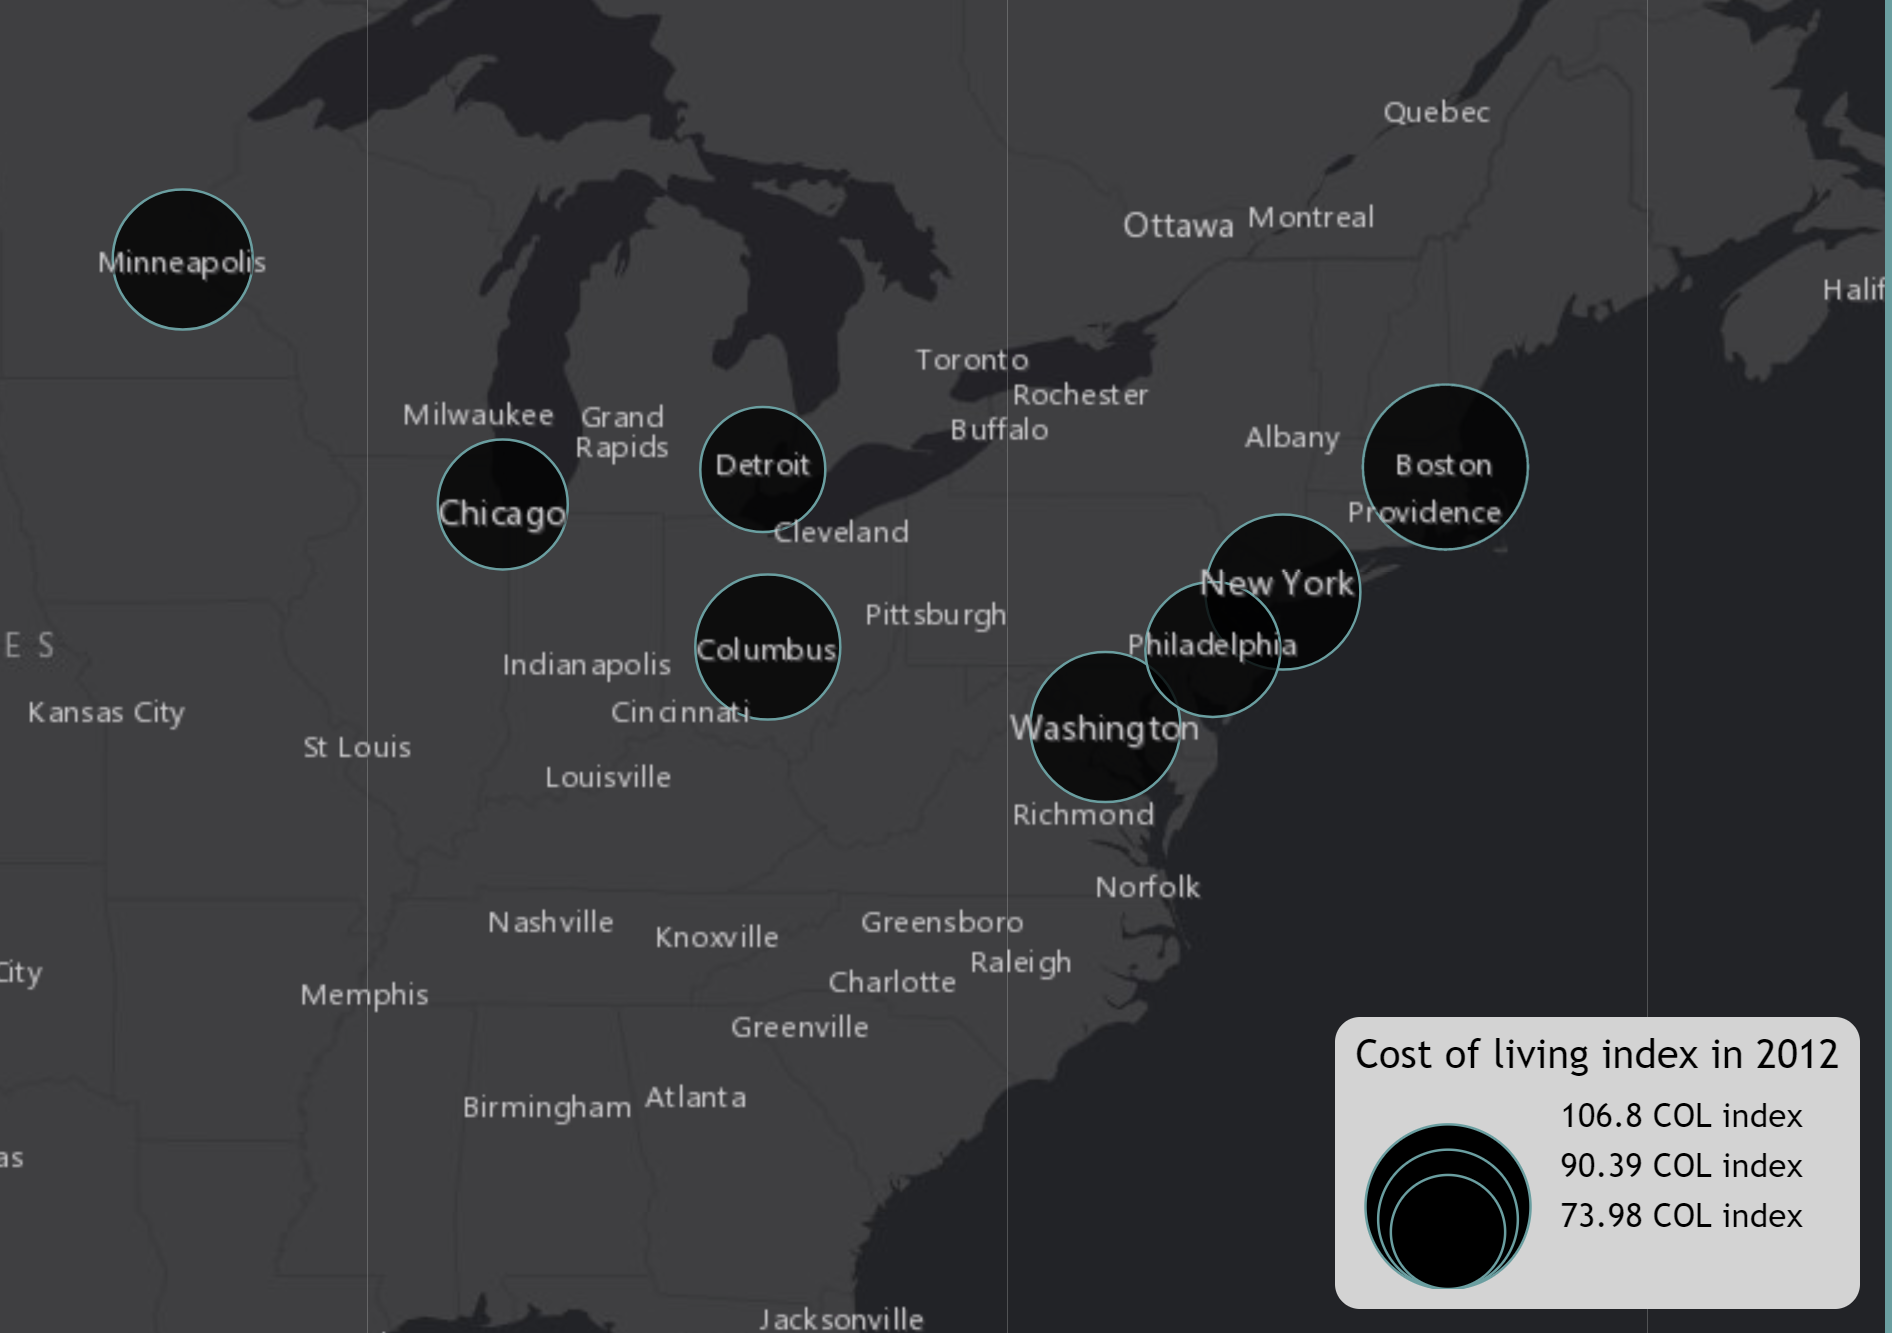 Quebec
Ottawa
Montreal
Minneapolis
Halif
Toronto
Rochester
Milwaukee
Grand
Rapids
Buffalo
Albany
Detroit
Boston
Chicago
Providence
Cleveland
New York
Pittsburgh
E S
Indianapolis
Columbus
Philadelphia
Kansas City
Cincinnati
Washington
St Louis
Louisville
Richmond
Norfolk
Nashville
Knoxville
Greensboro
Raleigh
City
Charlotte
Memphis
Greenville
Birmingham
Atlanta
as
Jacksonville
Cost of living index in 2012
106.8 COL index
90.39 COL index
73.98 COL index